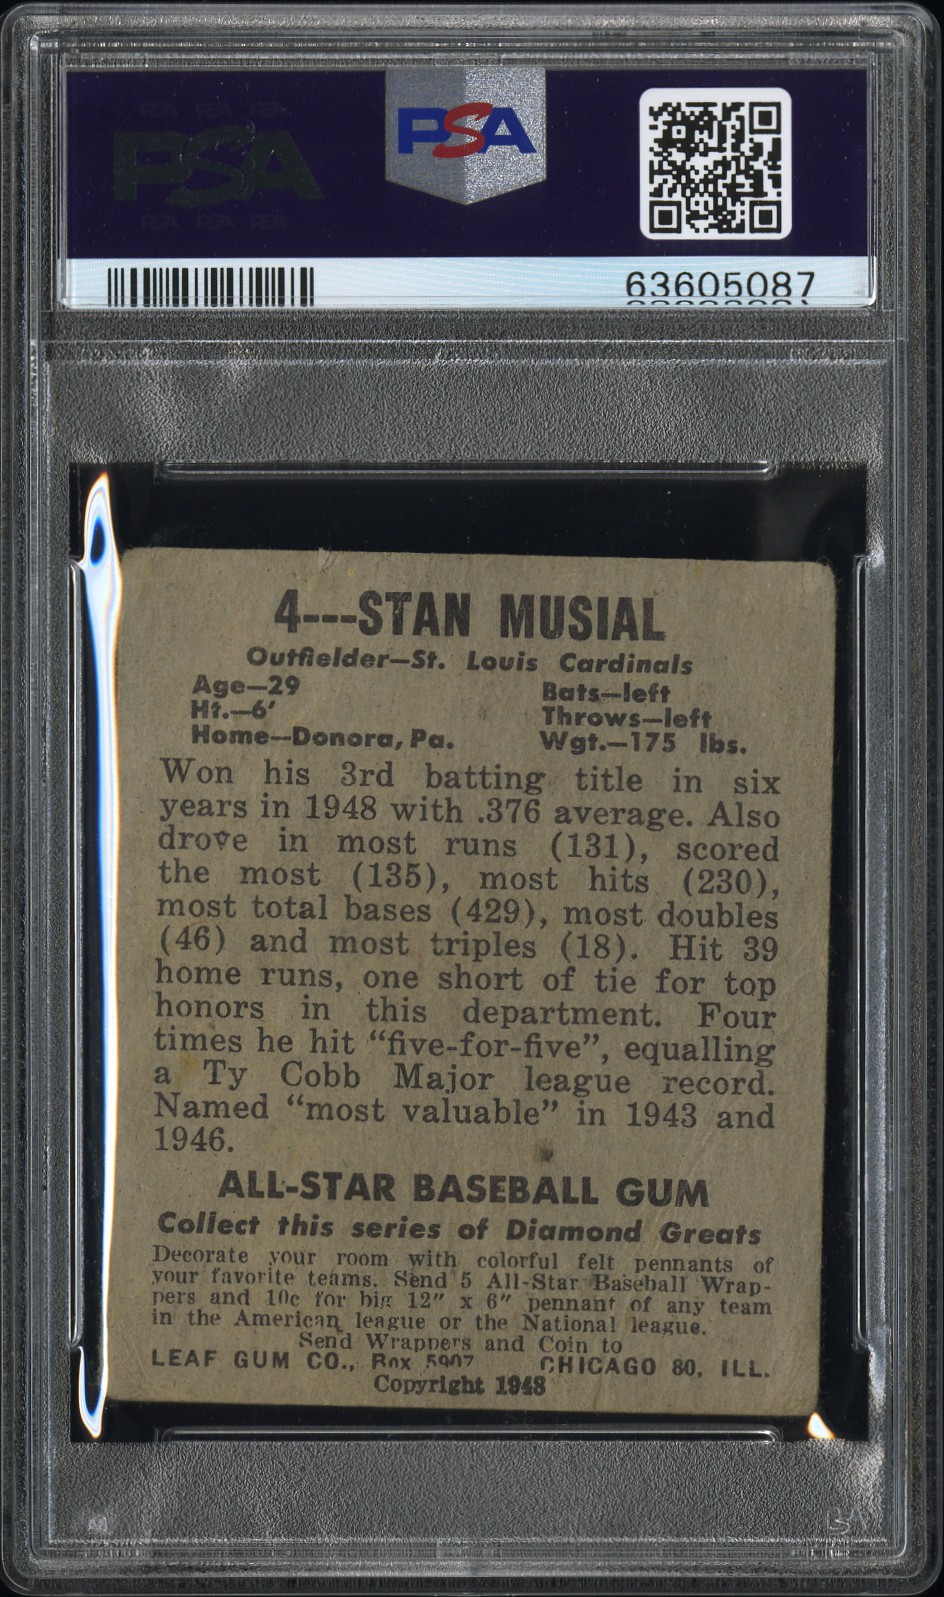 PSA
PSA PSA PSA
PSA
PSA PSA PSA
63605087
4---STAN MUSIAL
Outfielder—St. Louis Cardinals
Age—29 Bats—left
Ht.—6' Throws—left
Home—Donora, Pa. Wgt.—175 lbs.
Won his 3rd batting title in six
years in 1948 with .376 average. Also
drove in most runs (131), scored
the most (135), most hits (230),
most total bases (429), most doubles
(46) and most triples (18). Hit 39
home runs, one short of tie for top
honors in this department. Four
times he hit “five-for-five”, equalling
a Ty Cobb Major league record.
Named “most valuable” in 1943 and
1946.
ALL-STAR BASEBALL GUM
Collect this series of Diamond Greats
Decorate your room with colorful felt pennants of
your favorite teams. Send 5 All-Star Baseball Wrap-
pers and 10c for big 12" x 6" pennant of any team
in the American league or the National league.
Send Wrappers and Coin to
LEAF GUM CO., Box 5907 CHICAGO 80, ILL.
Copyright 1948